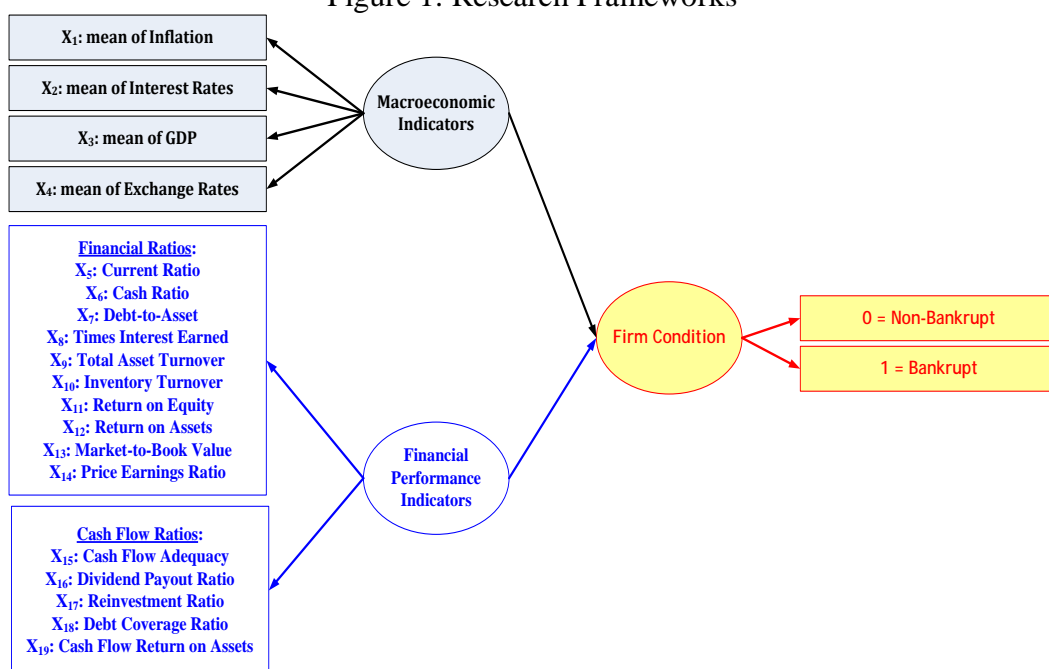 Figure 1: Research Frameworks
X₁: mean of Inflation
X₂: mean of Interest Rates
X₃: mean of GDP
X₄: mean of Exchange Rates
Macroeconomic
Indicators
Financial Ratios:
X₅: Current Ratio
X₆: Cash Ratio
X₇: Debt-to-Asset
X₈: Times Interest Earned
X₉: Total Asset Turnover
X₁₀: Inventory Turnover
X₁₁: Return on Equity
X₁₂: Return on Assets
X₁₃: Market-to-Book Value
X₁₄: Price Earnings Ratio
Cash Flow Ratios:
X₁₅: Cash Flow Adequacy
X₁₆: Dividend Payout Ratio
X₁₇: Reinvestment Ratio
X₁₈: Debt Coverage Ratio
X₁₉: Cash Flow Return on Assets
Financial
Performance
Indicators
Firm Condition
0 = Non-Bankrupt
1 = Bankrupt